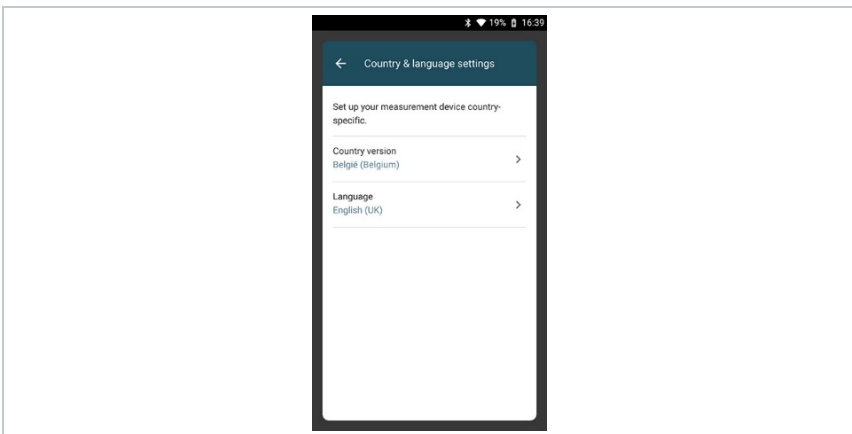 19% 16:39
Country & language settings
Set up your measurement device country-
specific.
Country version
België (Belgium)
Language
English (UK)